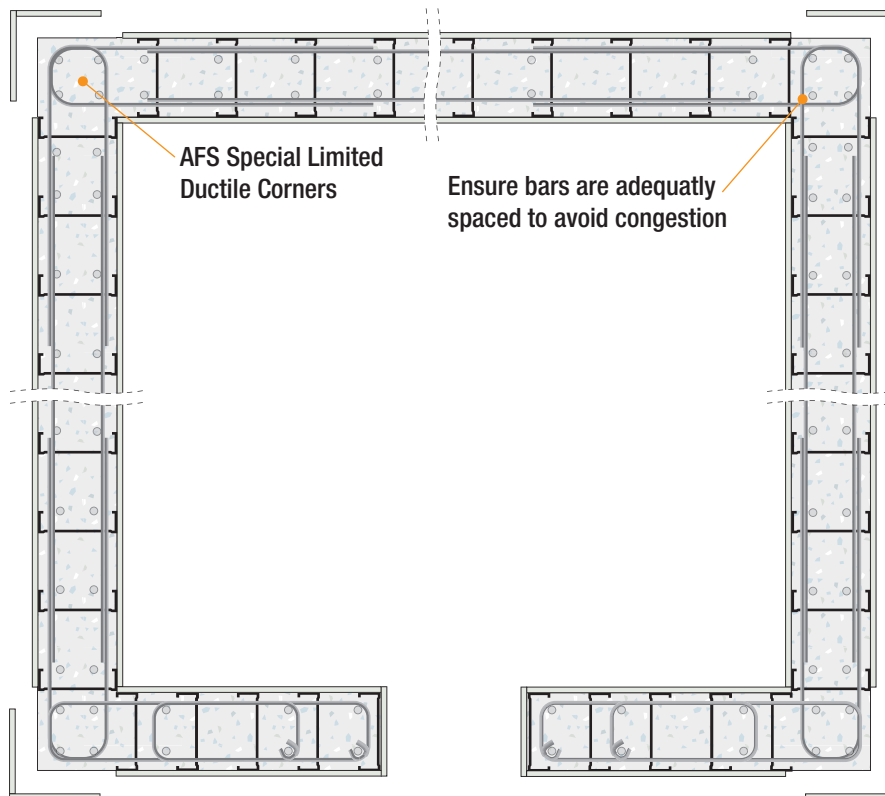 AFS Special Limited
Ductile Corners
Ensure bars are adequatly
spaced to avoid congestion